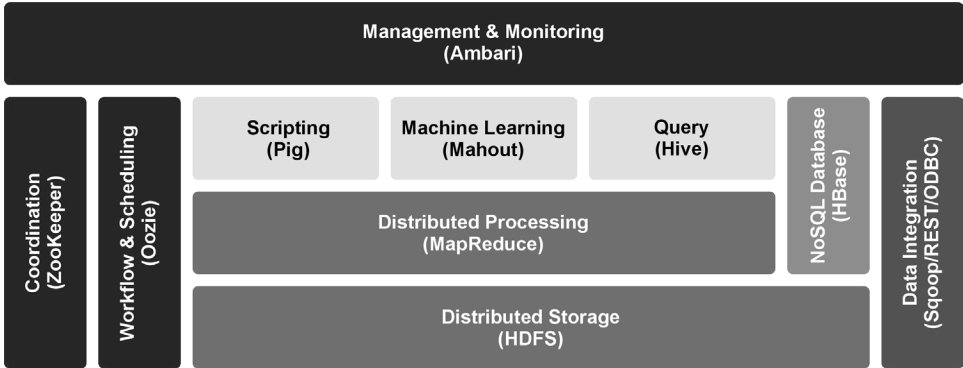 Management & Monitoring
(Ambari)
Coordination
(ZooKeeper)
Workflow & Scheduling
(Oozie)
Scripting
(Pig)
Machine Learning
(Mahout)
Query
(Hive)
NoSQL Database
(HBase)
Data Integration
(Sqoop/REST/ODBC)
Distributed Processing
(MapReduce)
Distributed Storage
(HDFS)